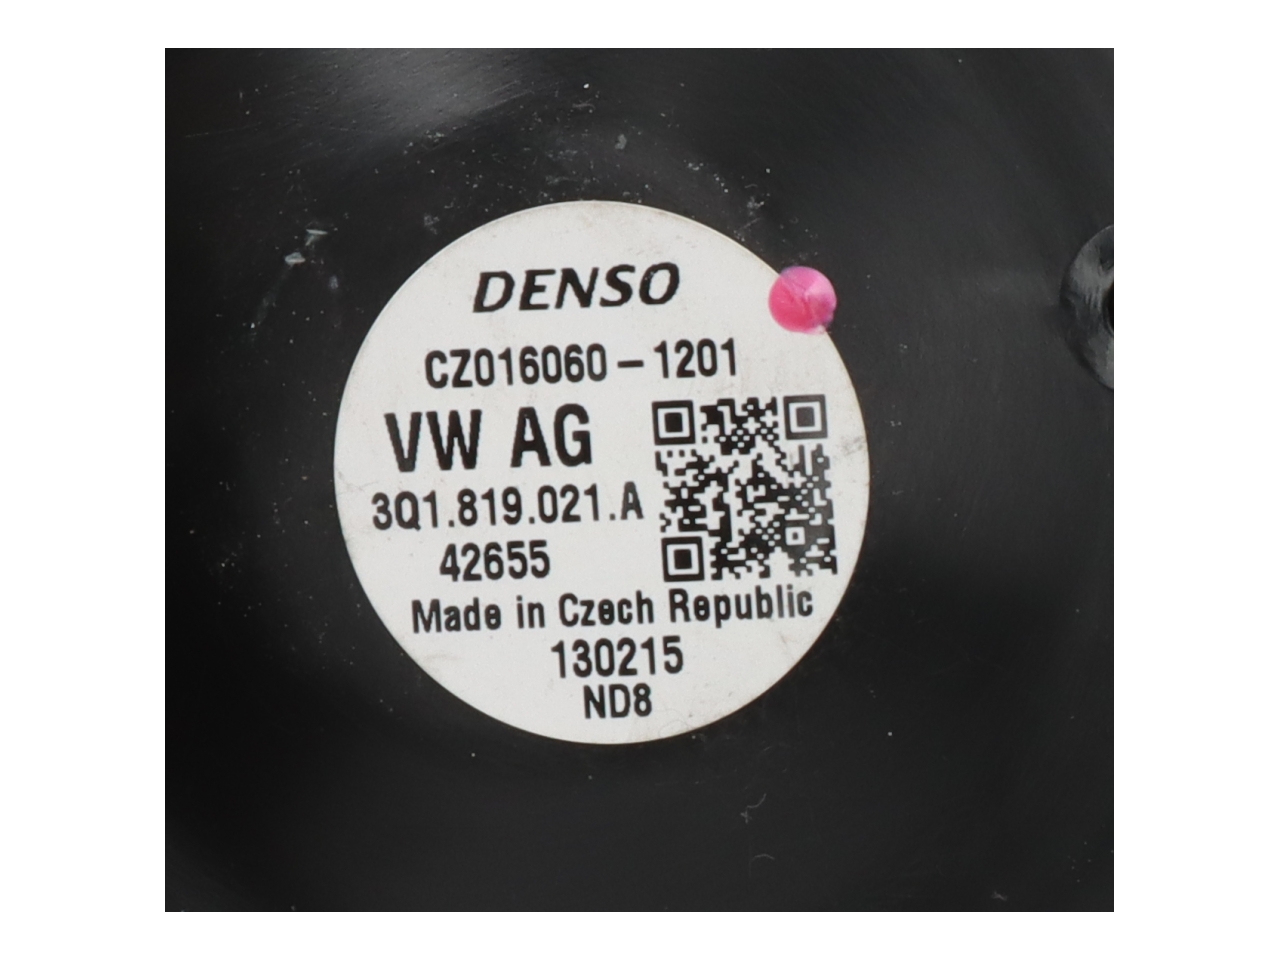 DENSO
CZ016060-1201
VW AG
3Q1.819.021.A
42655
Made in Czech Republic
130215
ND8